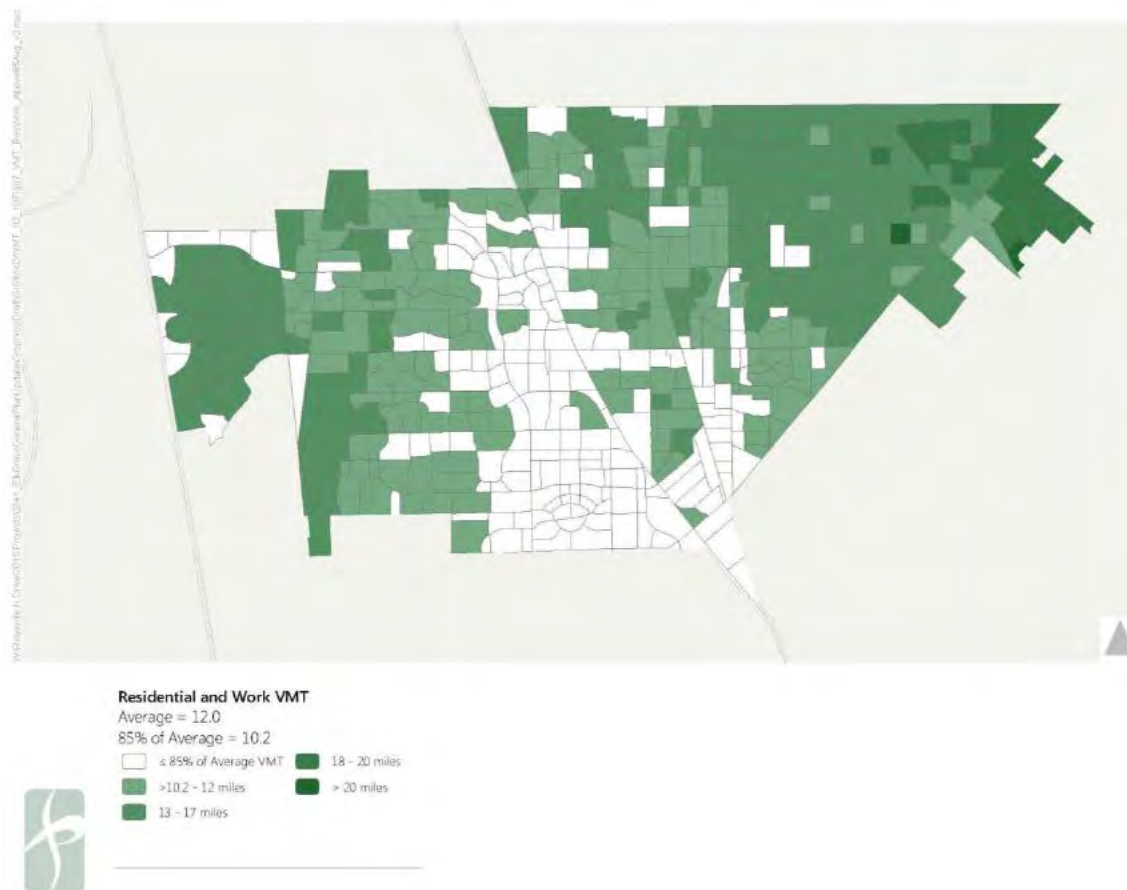 Residential and Work VMT
Average = 12.0
85% of Average = 10.2
≤ 85% of Average VMT
>10.2 - 12 miles
13 - 17 miles
18 - 20 miles
> 20 miles